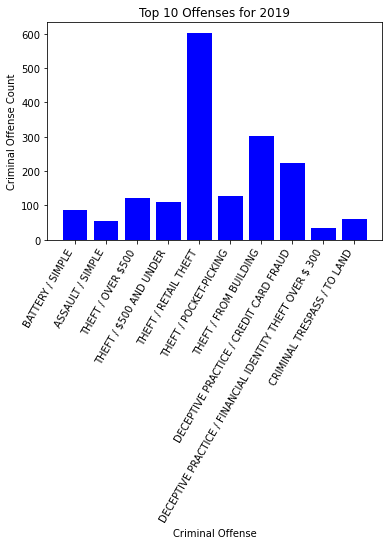 Top 10 Offenses for 2019
600
500
400
300
200
100
0
Criminal Offense Count
BATTERY / SIMPLE
ASSAULT / SIMPLE
THEFT / OVER $500
THEFT / $500 AND UNDER
THEFT / RETAIL THEFT
THEFT / POCKET-PICKING
THEFT / FROM BUILDING
DECEPTIVE PRACTICE / CREDIT CARD FRAUD
DECEPTIVE PRACTICE / FINANCIAL IDENTITY THEFT OVER $ 300
CRIMINAL TRESPASS / TO LAND
Criminal Offense